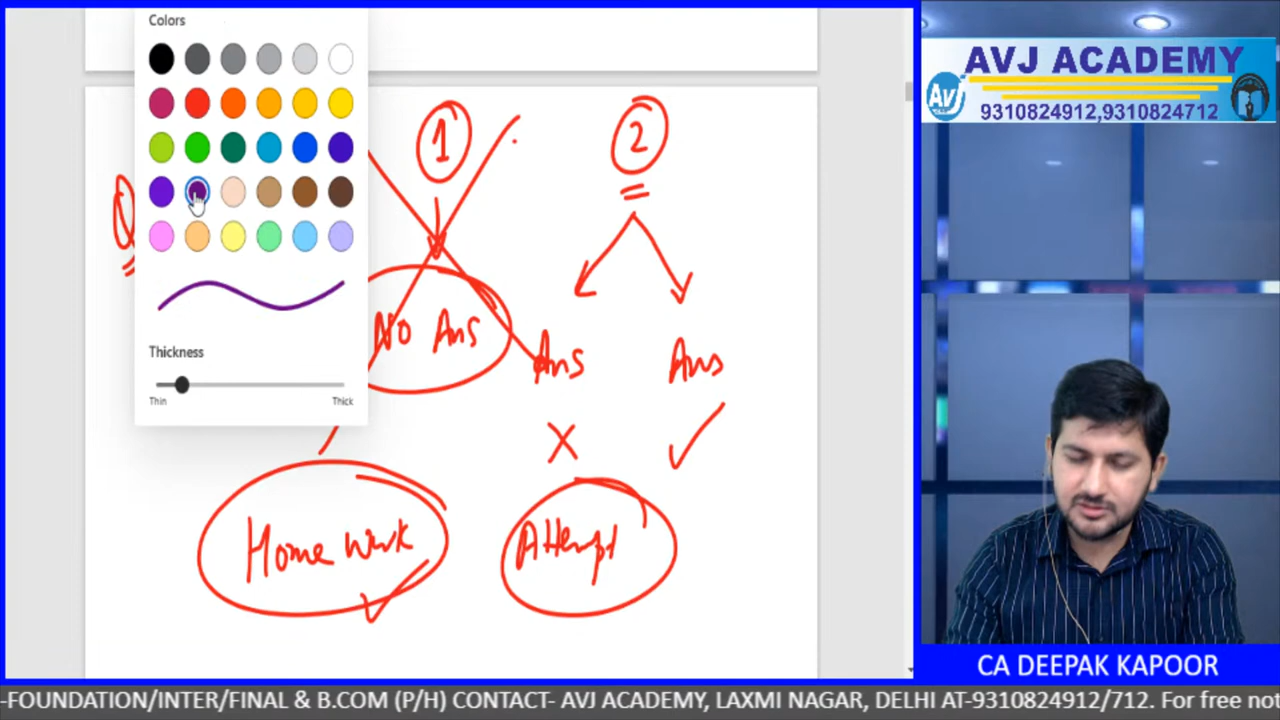 Colors
Thickness
Thin
Thick
Q
1
2
No Ans
Ans
Ans
Home Work
Attempt
AVJ ACADEMY
AVJ
9310824912,9310824712
CA DEEPAK KAPOOR
-FOUNDATION/INTER/FINAL & B.COM (P/H) CONTACT- AVJ ACADEMY, LAXMI NAGAR, DELHI AT-9310824912/712. For free not